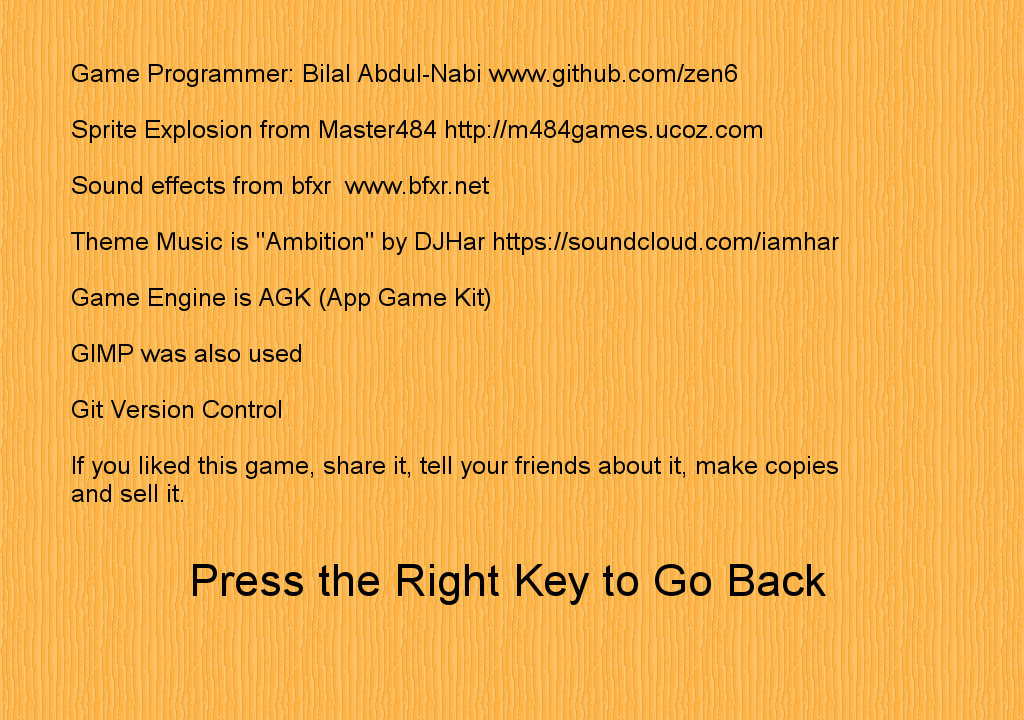 Game Programmer: Bilal Abdul-Nabi www.github.com/zen6
Sprite Explosion from Master484 http://m484games.ucoz.com
Sound effects from bfxr  www.bfxr.net
Theme Music is "Ambition" by DJHar https://soundcloud.com/iamhar
Game Engine is AGK (App Game Kit)
GIMP was also used
Git Version Control
If you liked this game, share it, tell your friends about it, make copies
and sell it.
Press the Right Key to Go Back